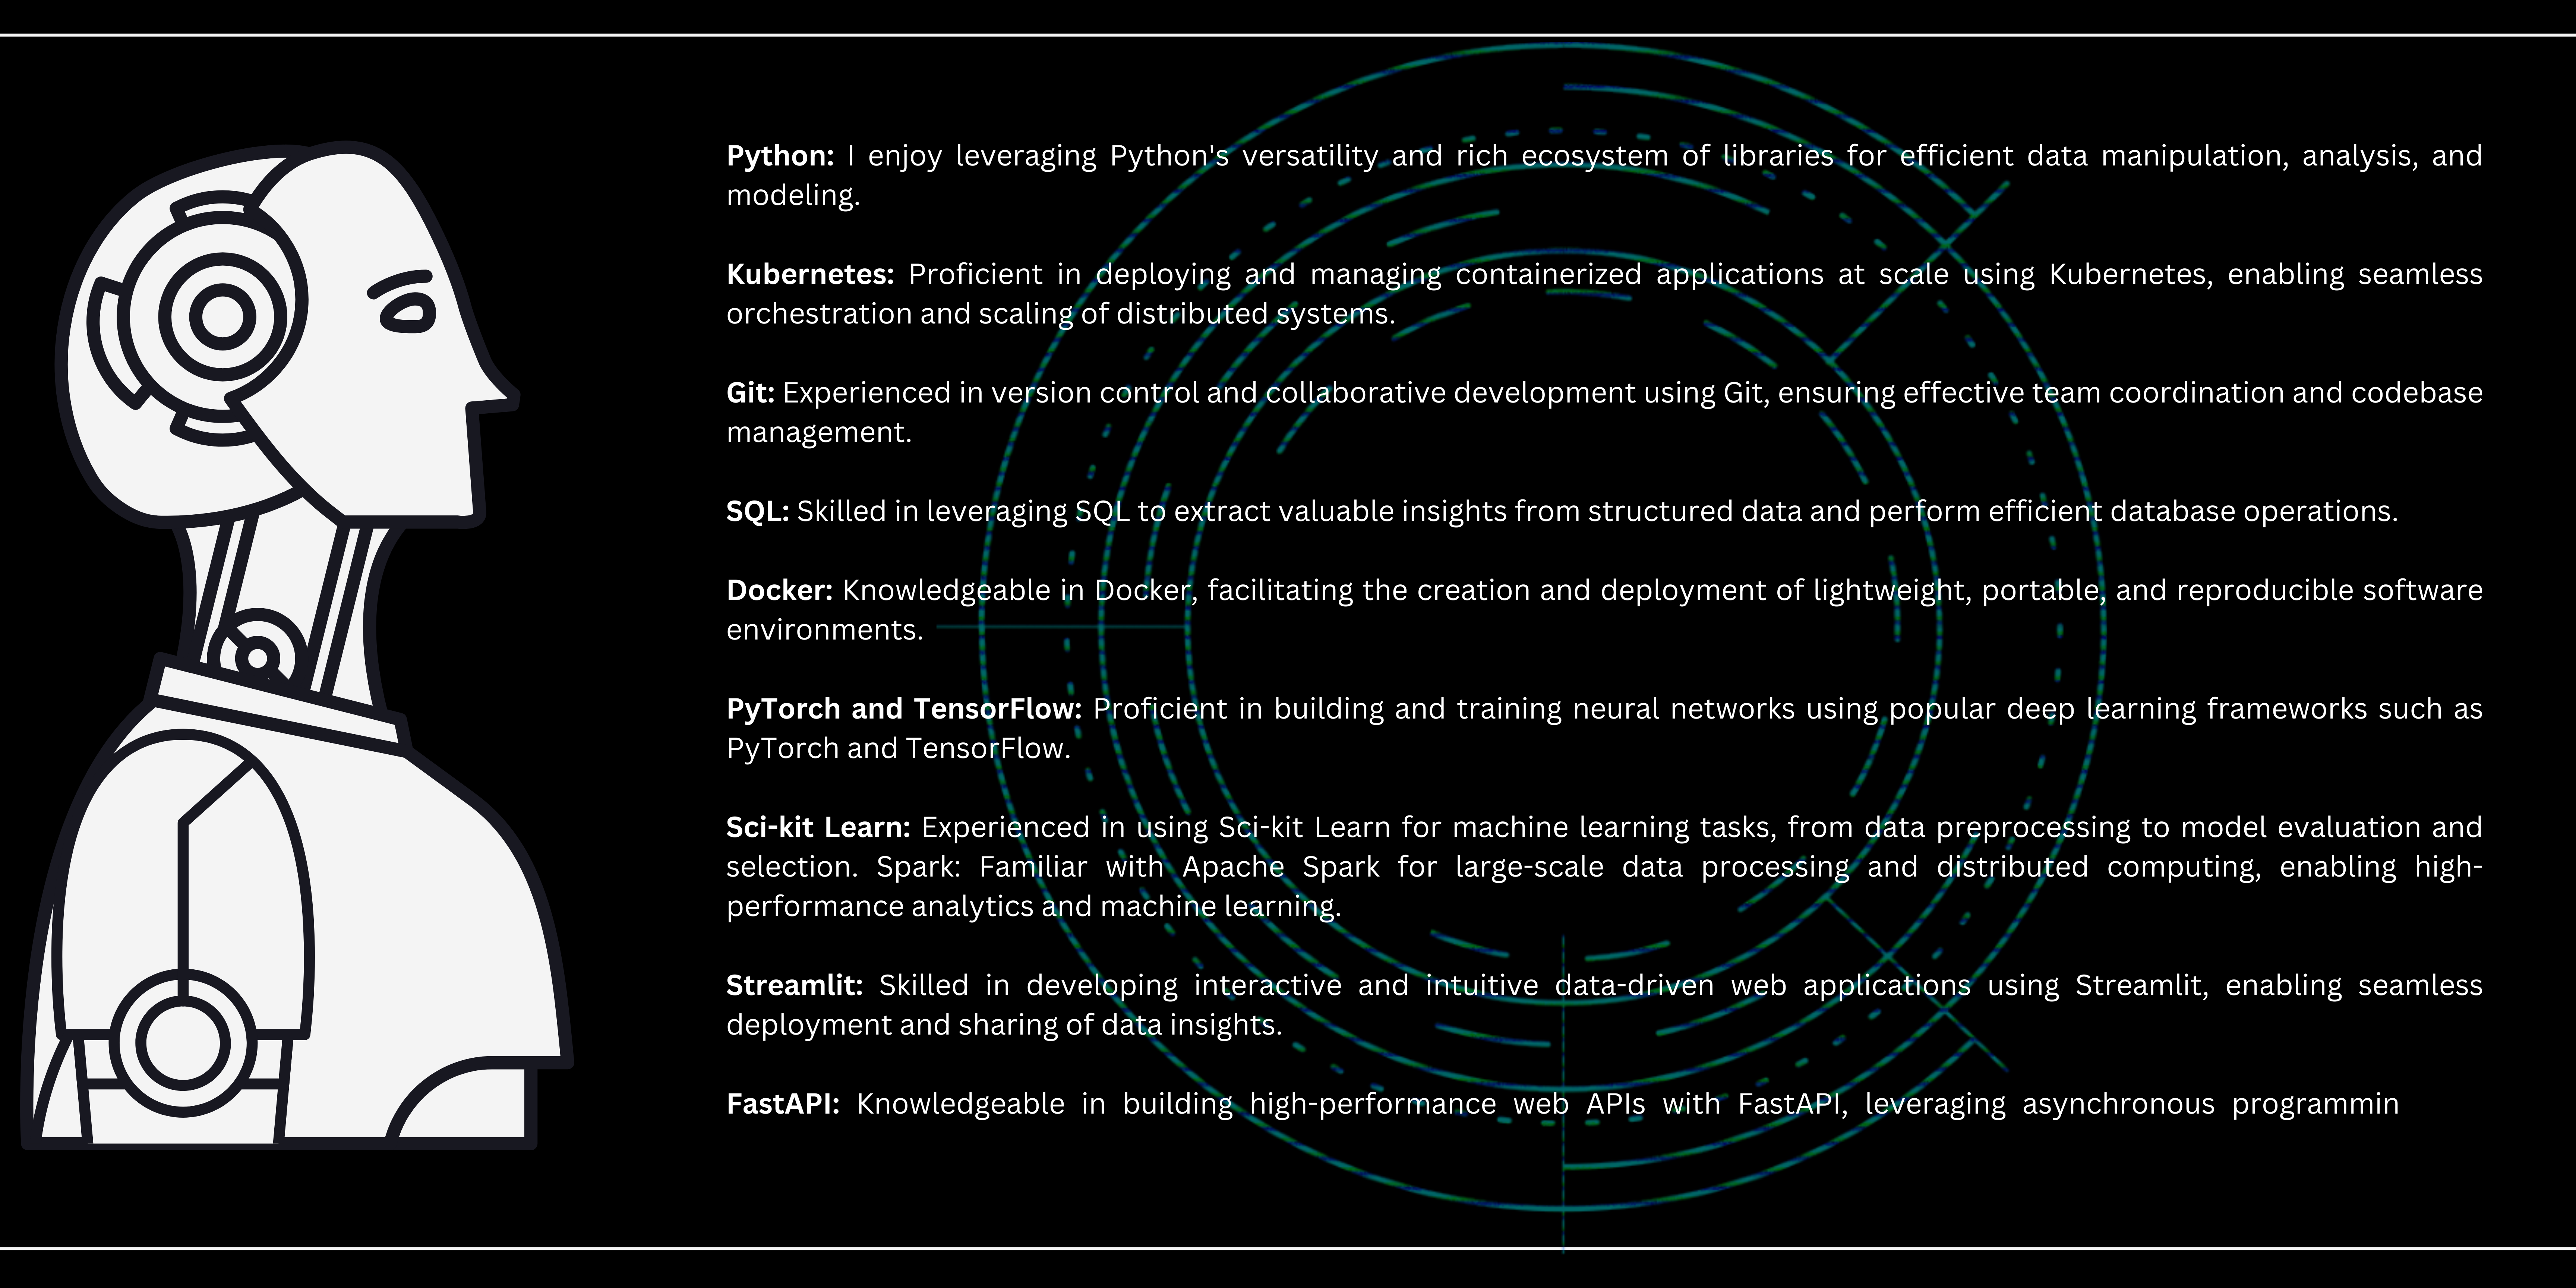 Python: I enjoy leveraging Python's versatility and rich ecosystem of libraries for efficient data manipulation, analysis, and
modeling.
Kubernetes: Proficient in deploying and managing containerized applications at scale using Kubernetes, enabling seamless
orchestration and scaling of distributed systems.
Git: Experienced in version control and collaborative development using Git, ensuring effective team coordination and codebase
management.
SQL: Skilled in leveraging SQL to extract valuable insights from structured data and perform efficient database operations.
Docker: Knowledgeable in Docker, facilitating the creation and deployment of lightweight, portable, and reproducible software
environments.
PyTorch and TensorFlow: Proficient in building and training neural networks using popular deep learning frameworks such as
PyTorch and TensorFlow.
Sci-kit Learn: Experienced in using Sci-kit Learn for machine learning tasks, from data preprocessing to model evaluation and
selection. Spark: Familiar with Apache Spark for large-scale data processing and distributed computing, enabling high-
performance analytics and machine learning.
Streamlit: Skilled in developing interactive and intuitive data-driven web applications using Streamlit, enabling seamless
deployment and sharing of data insights.
FastAPI: Knowledgeable in building high-performance web APIs with FastAPI, leveraging asynchronous programmin